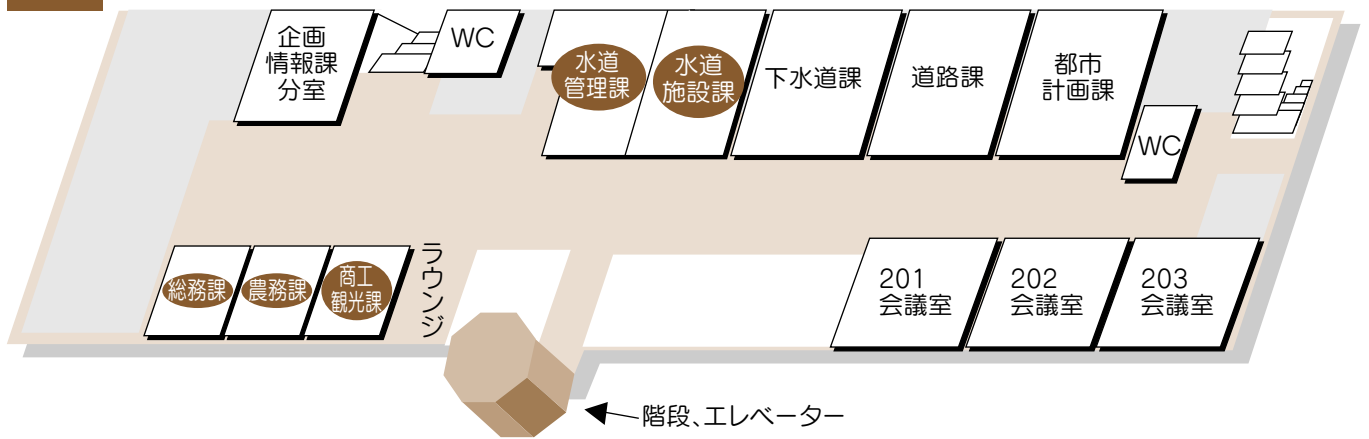 企画
情報課
分室
WC
水道
管理課
水道
施設課
下水道課
道路課
都市
計画課
WC
総務課
農務課
商工
観光課
ラウンジ
201
会議室
202
会議室
203
会議室
階段、エレベーター